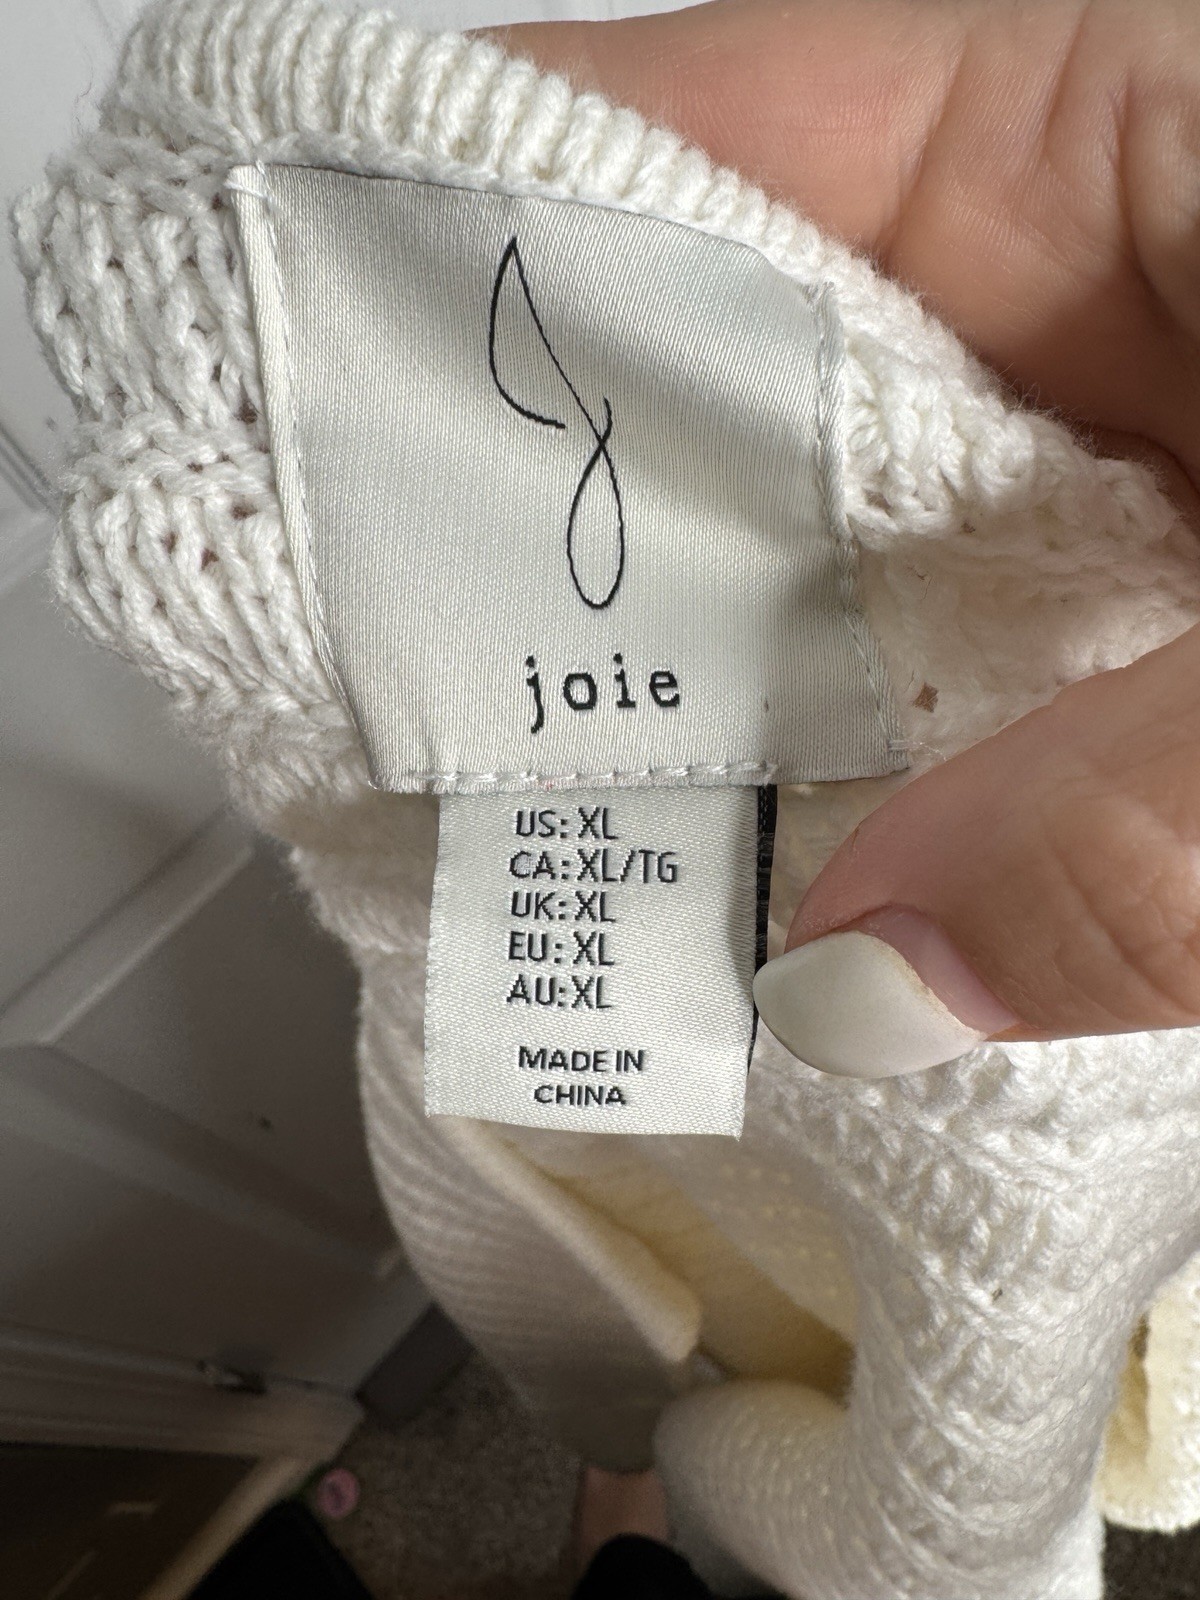 joie
US: XL
CA: XL/TG
UK: XL
EU: XL
AU: XL
MADE IN
CHINA